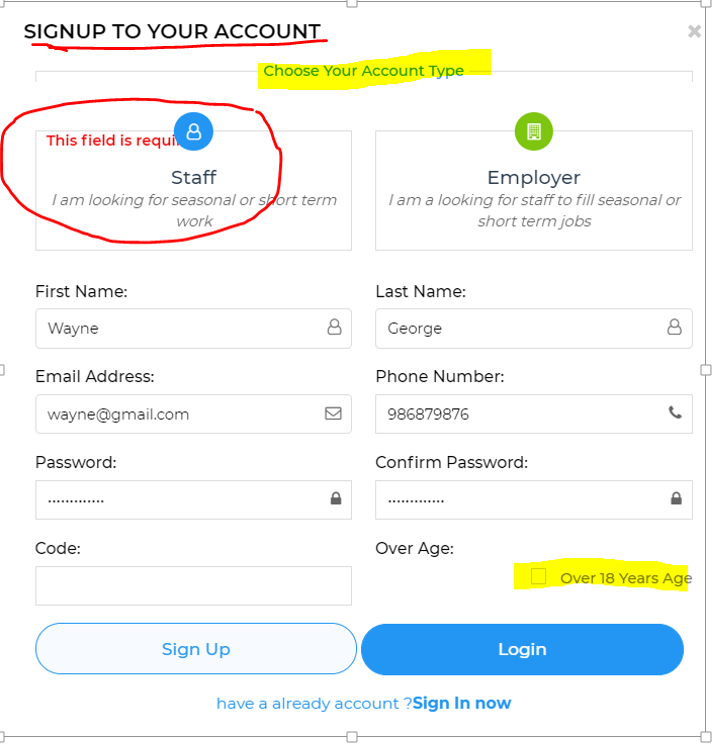 SIGNUP TO YOUR ACCOUNT
Choose Your Account Type
This field is requi
Staff
I am looking for seasonal or short term
work
Employer
I am a looking for staff to fill seasonal or
short term jobs
First Name:
Last Name:
Wayne
George
Email Address:
Phone Number:
wayne@gmail.com
986879876
Password:
Confirm Password:
.............
.............
Code:
Over Age:
Over 18 Years Age
Sign Up
Login
have a already account ?Sign In now